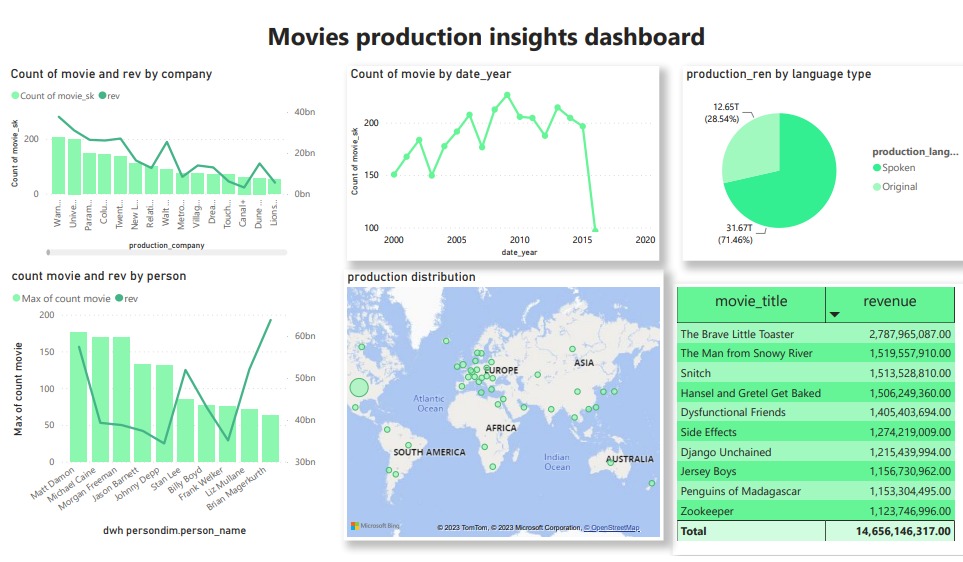 Movies production insights dashboard
Count of movie and rev by company
Count of movie_sk rev
Count of movie_sk
200
0
40bn
20bn
0bn
Warn...
Unive...
Param...
Colu...
Twent...
New L...
Relati...
Walt ...
Metro...
Villag...
Drea...
Touch...
Canal+
Dune ...
Lions...
production_company
Count of movie by date_year
Count of movie_sk
200
150
100
2000
2005
2010
2015
2020
date_year
production_ren by language type
12.65T
(28.54%)
31.67T
(71.46%)
production_lang...
Spoken
Original
count movie and rev by person
Max of count movie rev
Max of count movie
200
150
100
50
0
60bn
50bn
40bn
30bn
Matt Damon
Michael Caine
Morgan Freeman
Jason Barnett
Johnny Depp
Stan Lee
Billy Boyd
Frank Welker
Liz Mullane
Brian Magerkurth
dwh persondim.person_name
production distribution
ASIA
EUROPE
Atlantic
Ocean
AFRICA
SOUTH AMERICA
Indian
Ocean
AUSTRALIA
Microsoft Bing
© 2023 TomTom, © 2023 Microsoft Corporation, © OpenStreetMap
movie_title revenue
The Brave Little Toaster 2,787,965,087.00
The Man from Snowy River 1,519,557,910.00
Snitch 1,513,528,810.00
Hansel and Gretel Get Baked 1,506,249,360.00
Dysfunctional Friends 1,405,403,694.00
Side Effects 1,274,219,009.00
Django Unchained 1,215,439,994.00
Jersey Boys 1,156,730,962.00
Penguins of Madagascar 1,153,304,495.00
Zookeeper 1,123,746,996.00
Total 14,656,146,317.00